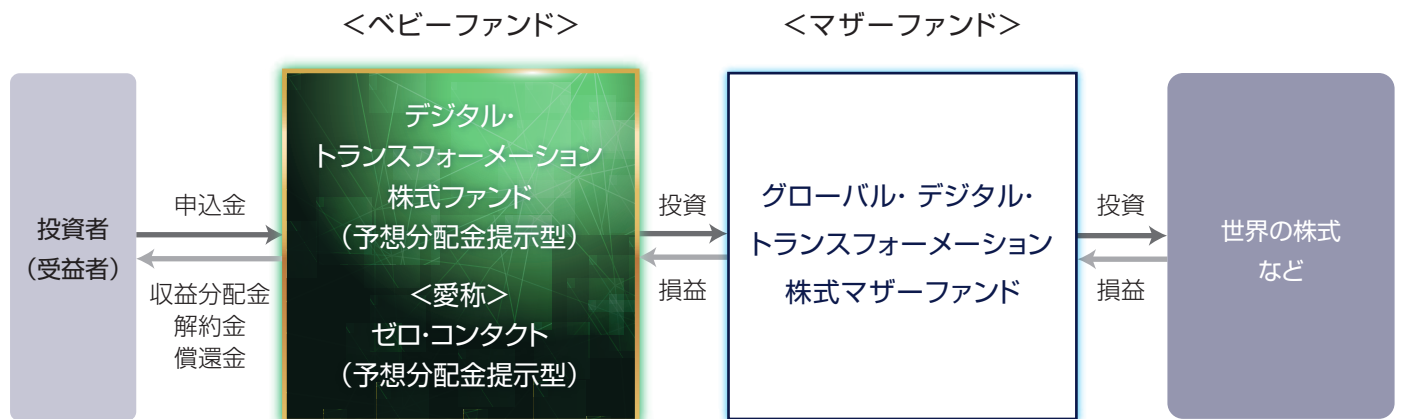 ＜ベビーファンド＞
＜マザーファンド＞
投資者
（受益者）
申込金
収益分配金
解約金
償還金
デジタル・
トランスフォーメーション
株式ファンド
（予想分配金提示型）
＜愛称＞
ゼロ・コンタクト
（予想分配金提示型）
投資
損益
グローバル・ デジタル・
トランスフォーメーション
株式マザーファンド
投資
損益
世界の株式
など